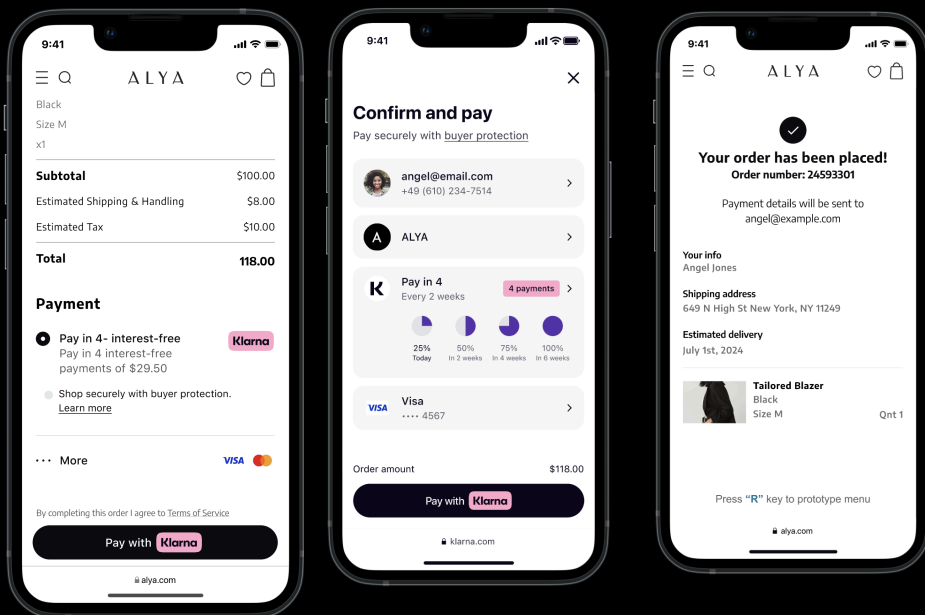 9:41
ALYA
Black
Size M
x1
Subtotal $100.00
Estimated Shipping & Handling $8.00
Estimated Tax $10.00
Total 118.00
Payment
Pay in 4- interest-free Klarna
Pay in 4 interest-free
payments of $29.50
Shop securely with buyer protection.
Learn more
More VISA
By completing this order I agree to Terms of Service
Pay with Klarna
alya.com
9:41
Confirm and pay
Pay securely with buyer protection
angel@email.com
+49 (610) 234-7514
A ALYA
K Pay in 4
Every 2 weeks 4 payments
25% 50% 75% 100%
Today In 2 weeks In 4 weeks In 6 weeks
VISA Visa
•••• 4567
Order amount $118.00
Pay with Klarna
klarna.com
9:41
ALYA
Your order has been placed!
Order number: 24593301
Payment details will be sent to
angel@example.com
Your info
Angel Jones
Shipping address
649 N High St New York, NY 11249
Estimated delivery
July 1st, 2024
Tailored Blazer
Black
Size M Qnt 1
Press “R” key to prototype menu
alya.com